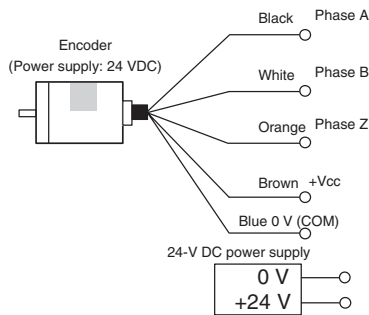 Encoder
(Power supply: 24 VDC)
Black Phase A
White Phase B
Orange Phase Z
Brown +Vcc
Blue 0 V (COM)
24-V DC power supply
0 V
+24 V